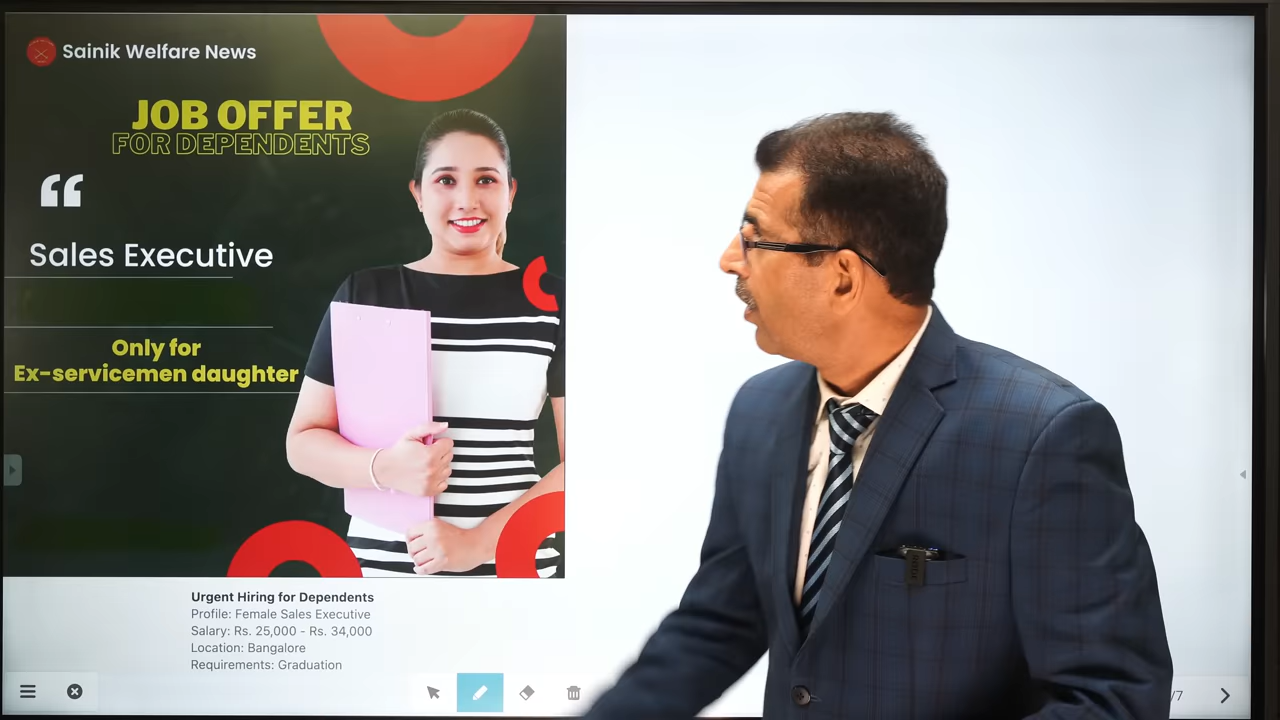 Sainik Welfare News
JOB OFFER
FOR DEPENDENTS
“
Sales Executive
Only for
Ex-servicemen daughter
Urgent Hiring for Dependents
Profile: Female Sales Executive
Salary: Rs. 25,000 - Rs. 34,000
Location: Bangalore
Requirements: Graduation
/7